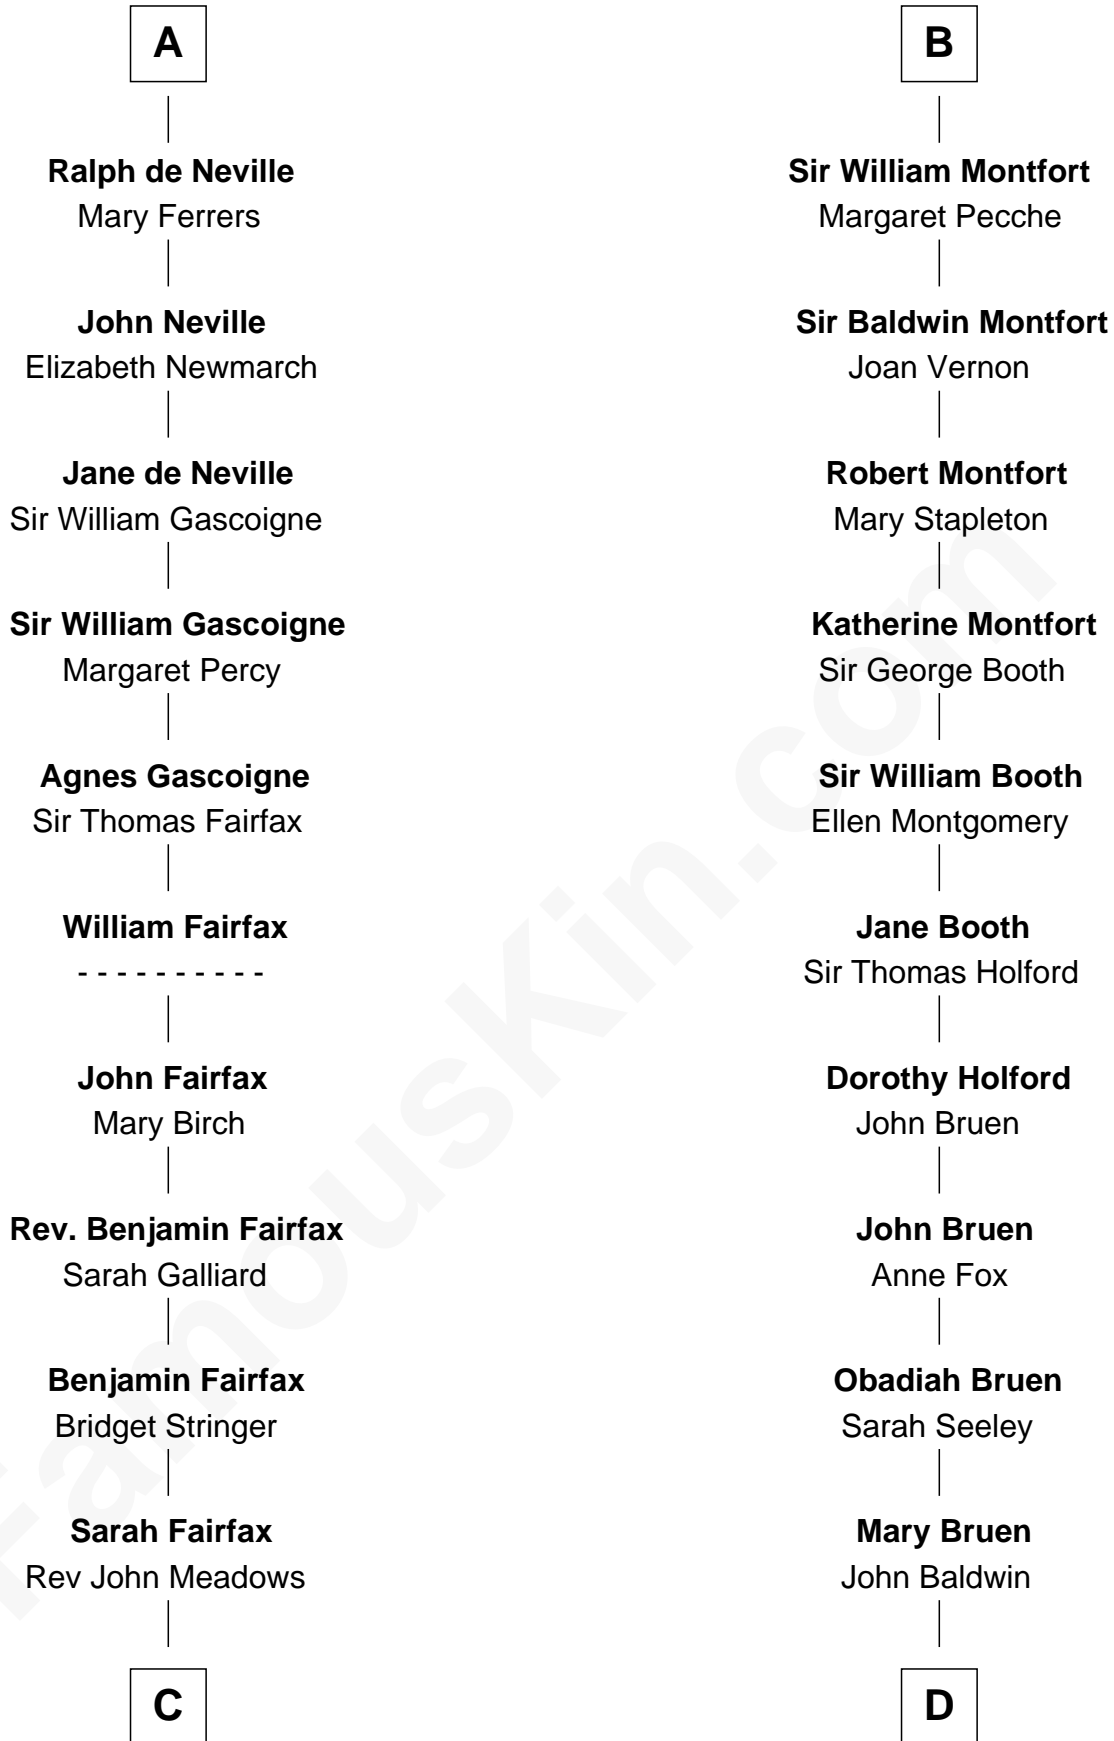 A
Ralph de Neville
Mary Ferrers
John Neville
Elizabeth Newmarch
Jane de Neville
Sir William Gascoigne
Sir William Gascoigne
Margaret Percy
Agnes Gascoigne
Sir Thomas Fairfax
William Fairfax
- - - - - - - - - -
John Fairfax
Mary Birch
Rev. Benjamin Fairfax
Sarah Galliard
Benjamin Fairfax
Bridget Stringer
Sarah Fairfax
Rev John Meadows
C
B
Sir William Montfort
Margaret Pecche
Sir Baldwin Montfort
Joan Vernon
Robert Montfort
Mary Stapleton
Katherine Montfort
Sir George Booth
Sir William Booth
Ellen Montgomery
Jane Booth
Sir Thomas Holford
Dorothy Holford
John Bruen
John Bruen
Anne Fox
Obadiah Bruen
Sarah Seeley
Mary Bruen
John Baldwin
D
FamousKin.com